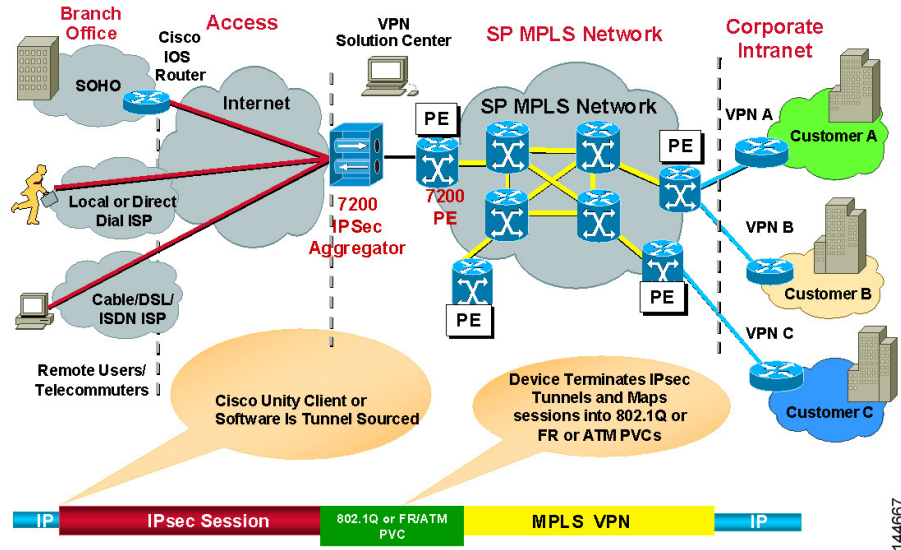 Branch
Office
Access
Cisco
IOS
Router
VPN
Solution Center
SP MPLS Network
Corporate
Intranet
SOHO
Internet
SP MPLS Network
PE
PE
VPN A
Customer A
Local or Direct
Dial ISP
7200
IPSec
Aggregator
7200
PE
VPN B
Customer B
Cable/DSL/
ISDN ISP
PE
PE
VPN C
Customer C
Remote Users/
Telecommuters
Cisco Unity Client or
Software Is Tunnel Sourced
Device Terminates IPsec
Tunnels and Maps
sessions into 802.1Q or
FR or ATM PVCs
IP
IPsec Session
802.1Q or FR/ATM
PVC
MPLS VPN
IP
144667